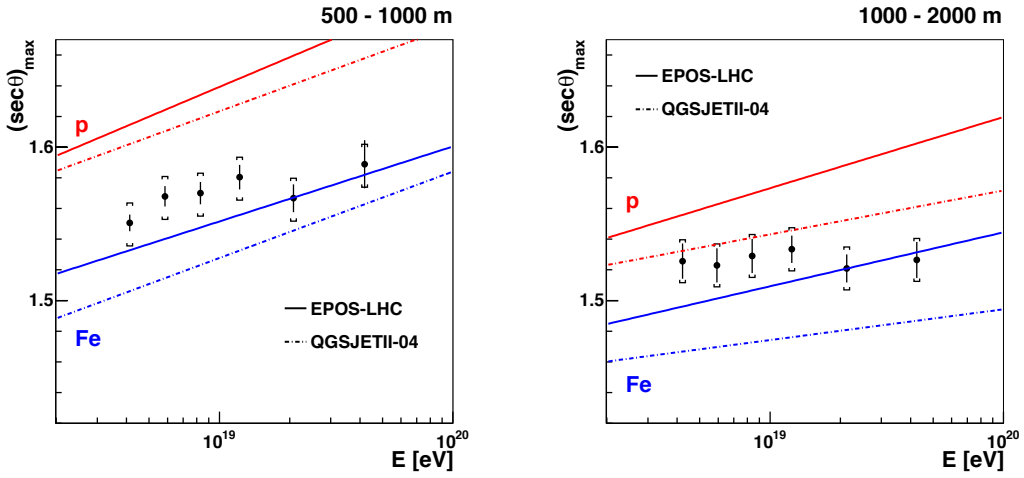 500 - 1000 m
(secθ)max
1.6
1.5
p
Fe
EPOS-LHC
QGSJETII-04
10^19
10^20
E [eV]
1000 - 2000 m
(secθ)max
1.6
1.5
EPOS-LHC
QGSJETII-04
p
Fe
10^19
10^20
E [eV]